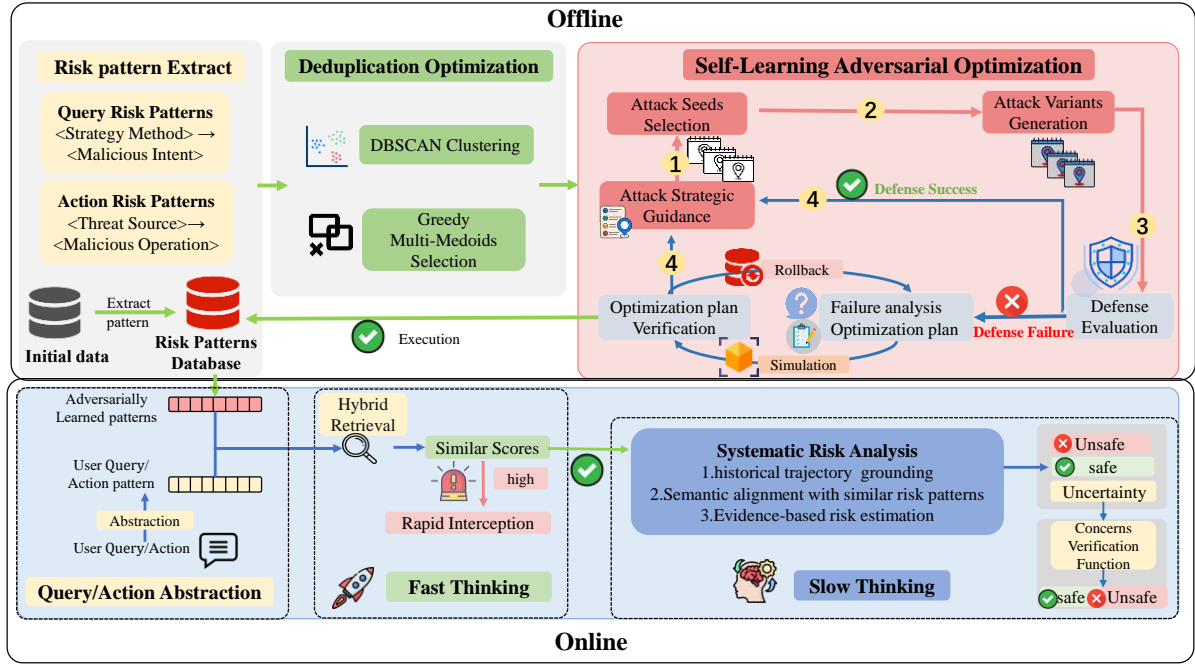 Offline
Risk pattern Extract
Query Risk Patterns
<Strategy Method> →
<Malicious Intent>
Action Risk Patterns
<Threat Source>→
<Malicious Operation>
Initial data
Extract
pattern
Risk Patterns
Database
Deduplication Optimization
DBSCAN Clustering
Greedy
Multi-Medoids
Selection
Self-Learning Adversarial Optimization
Attack Seeds
Selection
2
Attack Variants
Generation
1
Attack Strategic
Guidance
4
Defense Success
3
4
Rollback
Optimization plan
Verification
Failure analysis
Optimization plan
Defense Failure
Defense
Evaluation
Simulation
Execution
Adversarially
Learned patterns
User Query/
Action pattern
Abstraction
User Query/Action
Query/Action Abstraction
Hybrid
Retrieval
Similar Scores
high
Rapid Interception
Fast Thinking
Systematic Risk Analysis
1.historical trajectory grounding
2.Semantic alignment with similar risk patterns
3.Evidence-based risk estimation
Slow Thinking
Unsafe
safe
Uncertainty
Concerns
Verification
Function
safe Unsafe
Online